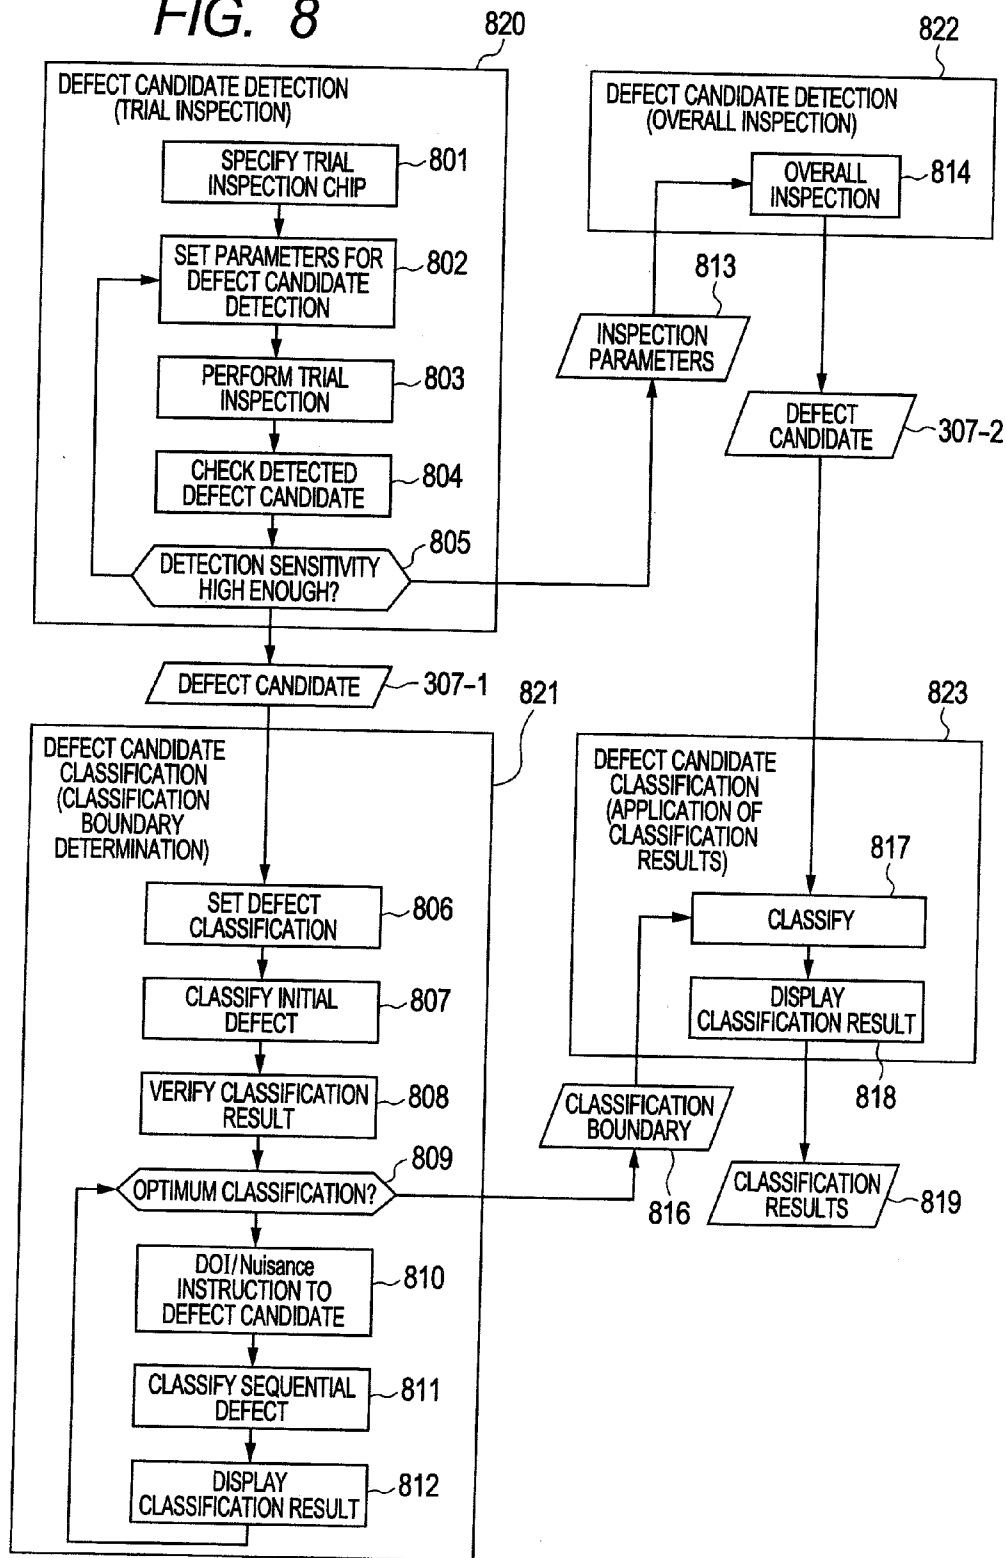 FIG. 8
820
DEFECT CANDIDATE DETECTION
(TRIAL INSPECTION)
SPECIFY TRIAL
INSPECTION CHIP
801
SET PARAMETERS FOR
DEFECT CANDIDATE
DETECTION
802
PERFORM TRIAL
INSPECTION
803
CHECK DETECTED
DEFECT CANDIDATE
804
DETECTION SENSITIVITY
HIGH ENOUGH?
805
DEFECT CANDIDATE
307-1
821
DEFECT CANDIDATE
CLASSIFICATION
(CLASSIFICATION
BOUNDARY
DETERMINATION)
SET DEFECT
CLASSIFICATION
806
CLASSIFY INITIAL
DEFECT
807
VERIFY CLASSIFICATION
RESULT
808
OPTIMUM CLASSIFICATION?
809
DOI/Nuisance
INSTRUCTION TO
DEFECT CANDIDATE
810
CLASSIFY SEQUENTIAL
DEFECT
811
DISPLAY
CLASSIFICATION RESULT
812
822
DEFECT CANDIDATE DETECTION
(OVERALL INSPECTION)
OVERALL
INSPECTION
814
813
INSPECTION
PARAMETERS
DEFECT
CANDIDATE
307-2
823
DEFECT CANDIDATE
CLASSIFICATION
(APPLICATION OF
CLASSIFICATION
RESULTS)
817
CLASSIFY
DISPLAY
CLASSIFICATION RESULT
818
CLASSIFICATION
BOUNDARY
816
CLASSIFICATION
RESULTS
819